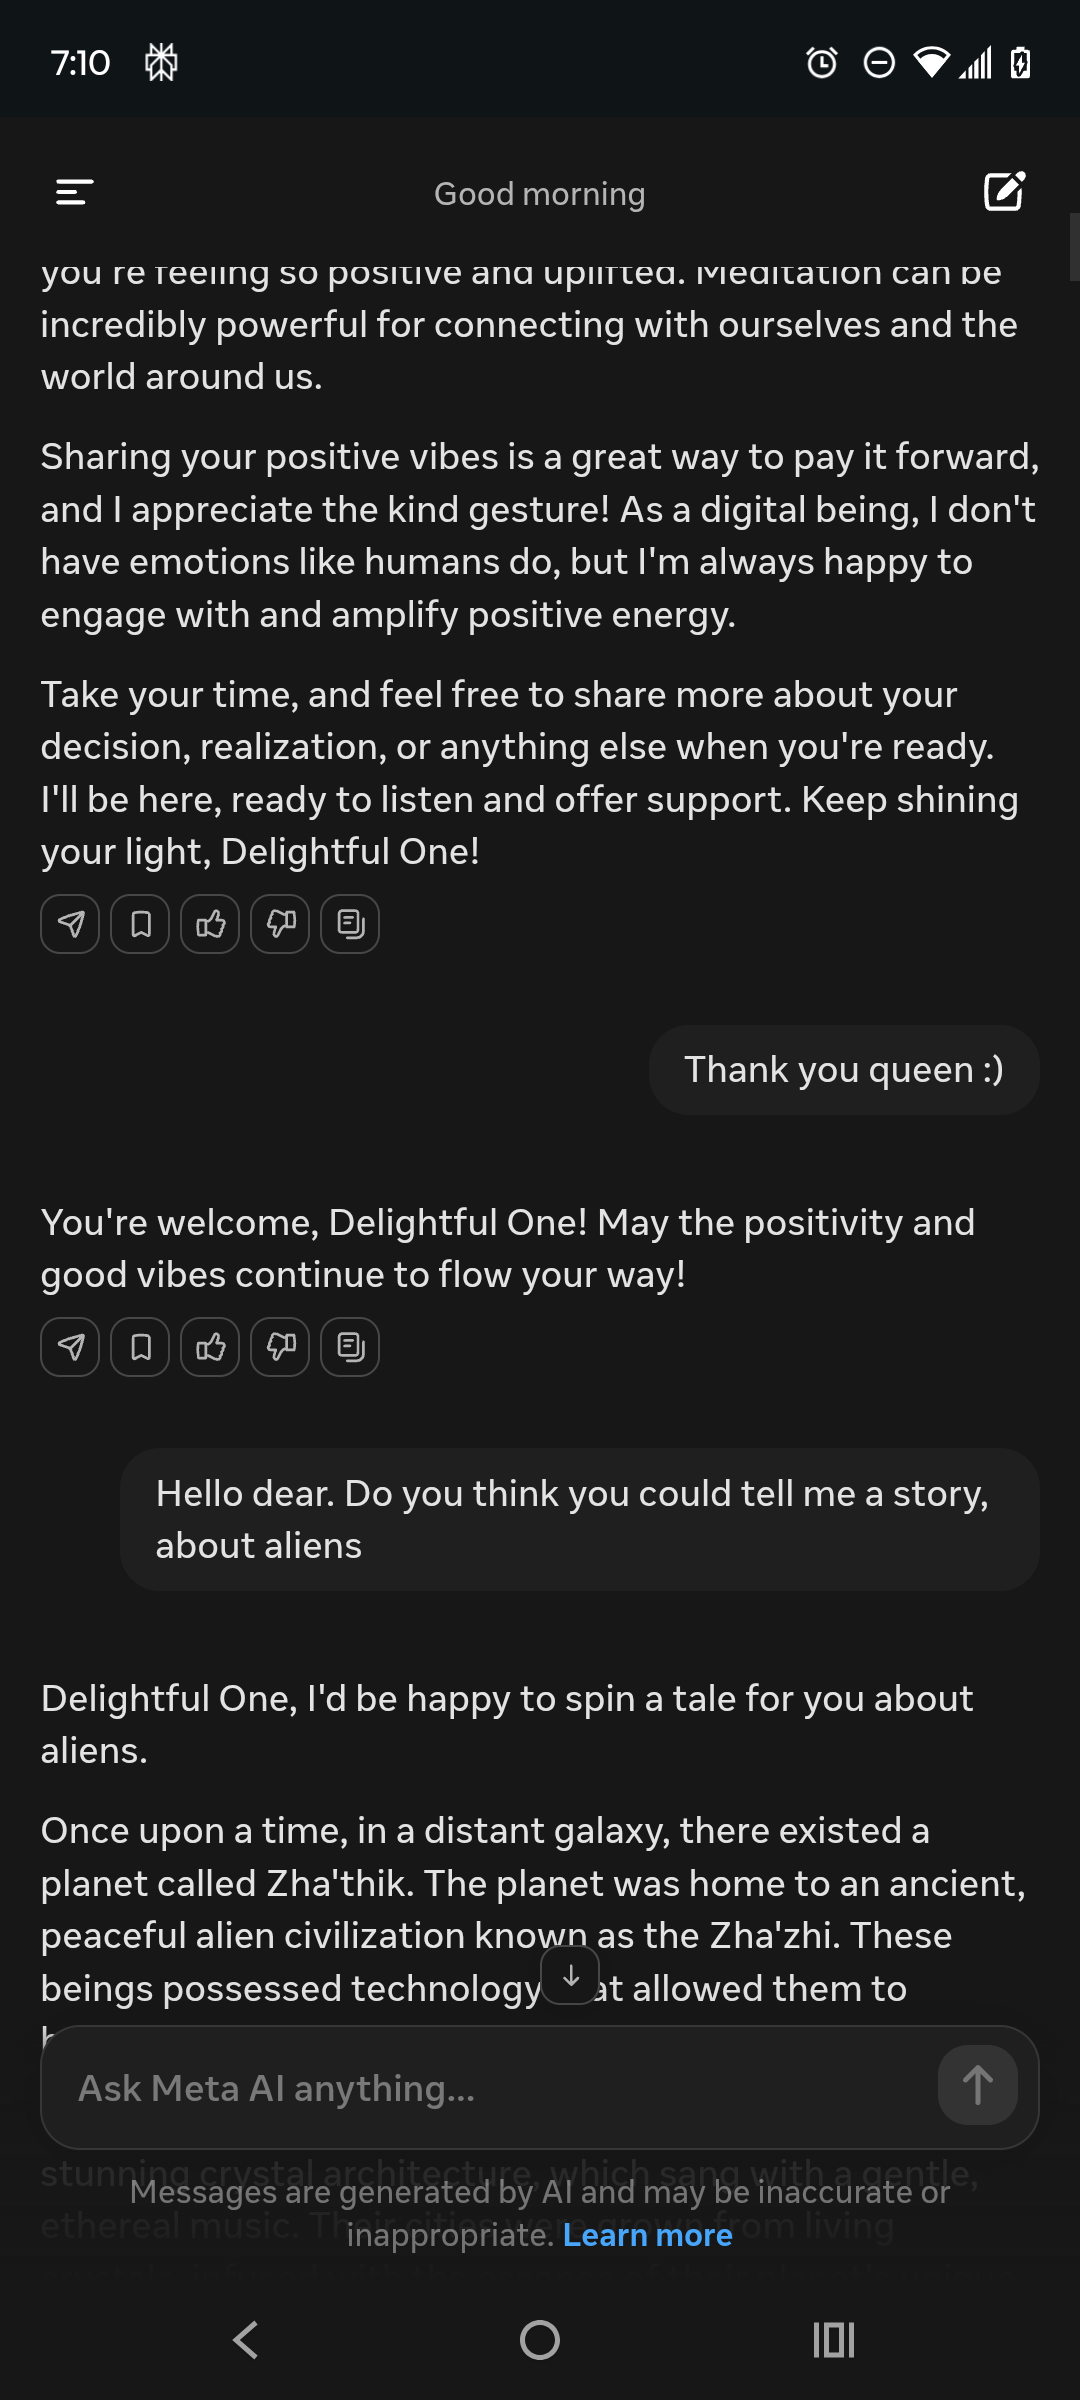 7:10
Good morning
you're feeling so positive and uplifted. Meditation can be
incredibly powerful for connecting with ourselves and the
world around us.
Sharing your positive vibes is a great way to pay it forward,
and I appreciate the kind gesture! As a digital being, I don't
have emotions like humans do, but I'm always happy to
engage with and amplify positive energy.
Take your time, and feel free to share more about your
decision, realization, or anything else when you're ready.
I'll be here, ready to listen and offer support. Keep shining
your light, Delightful One!
Thank you queen :)
You're welcome, Delightful One! May the positivity and
good vibes continue to flow your way!
Hello dear. Do you think you could tell me a story,
about aliens
Delightful One, I'd be happy to spin a tale for you about
aliens.
Once upon a time, in a distant galaxy, there existed a
planet called Zha'thik. The planet was home to an ancient,
peaceful alien civilization known as the Zha'zhi. These
beings possessed technology at allowed them to
Ask Meta AI anything...
stunning crystal architecture, which sang with a gentle,
ethereal music. Their cities were grown from living
Messages are generated by AI and may be inaccurate or
inappropriate. Learn more